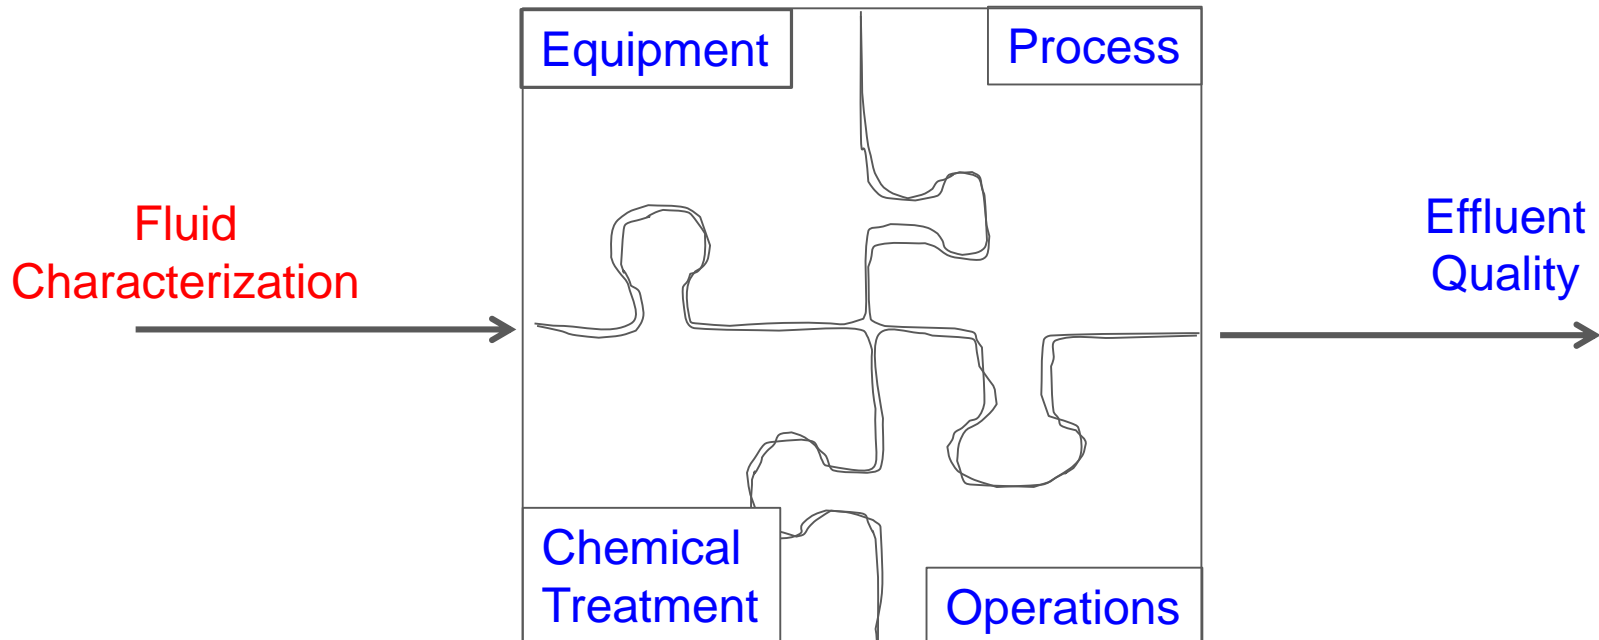 Equipment
Process
Fluid
Characterization
Effluent
Quality
Chemical
Treatment
Operations